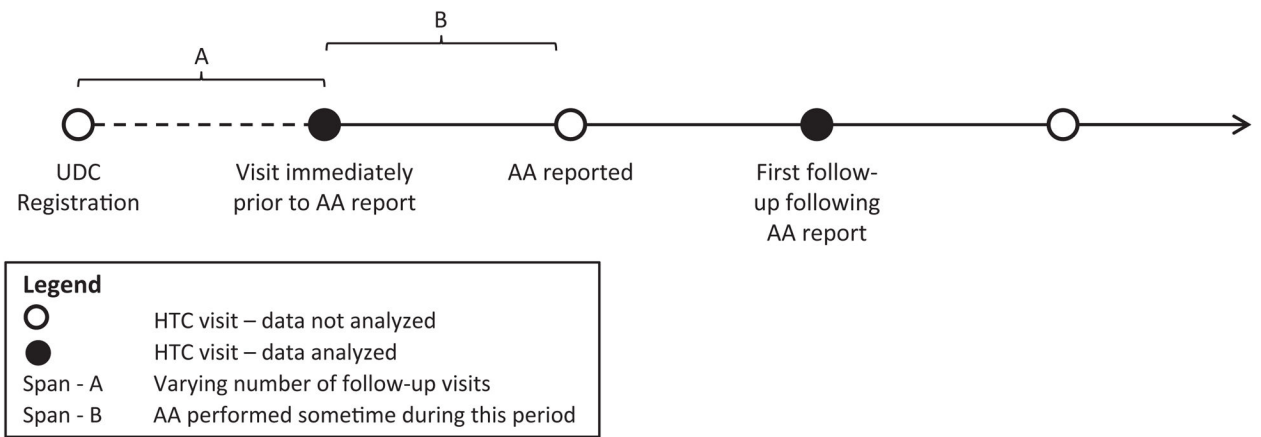 B
A
UDC
Registration
Visit immediately
prior to AA report
AA reported
First follow-
up following
AA report
Legend
HTC visit – data not analyzed
HTC visit – data analyzed
Span - A Varying number of follow-up visits
Span - B AA performed sometime during this period